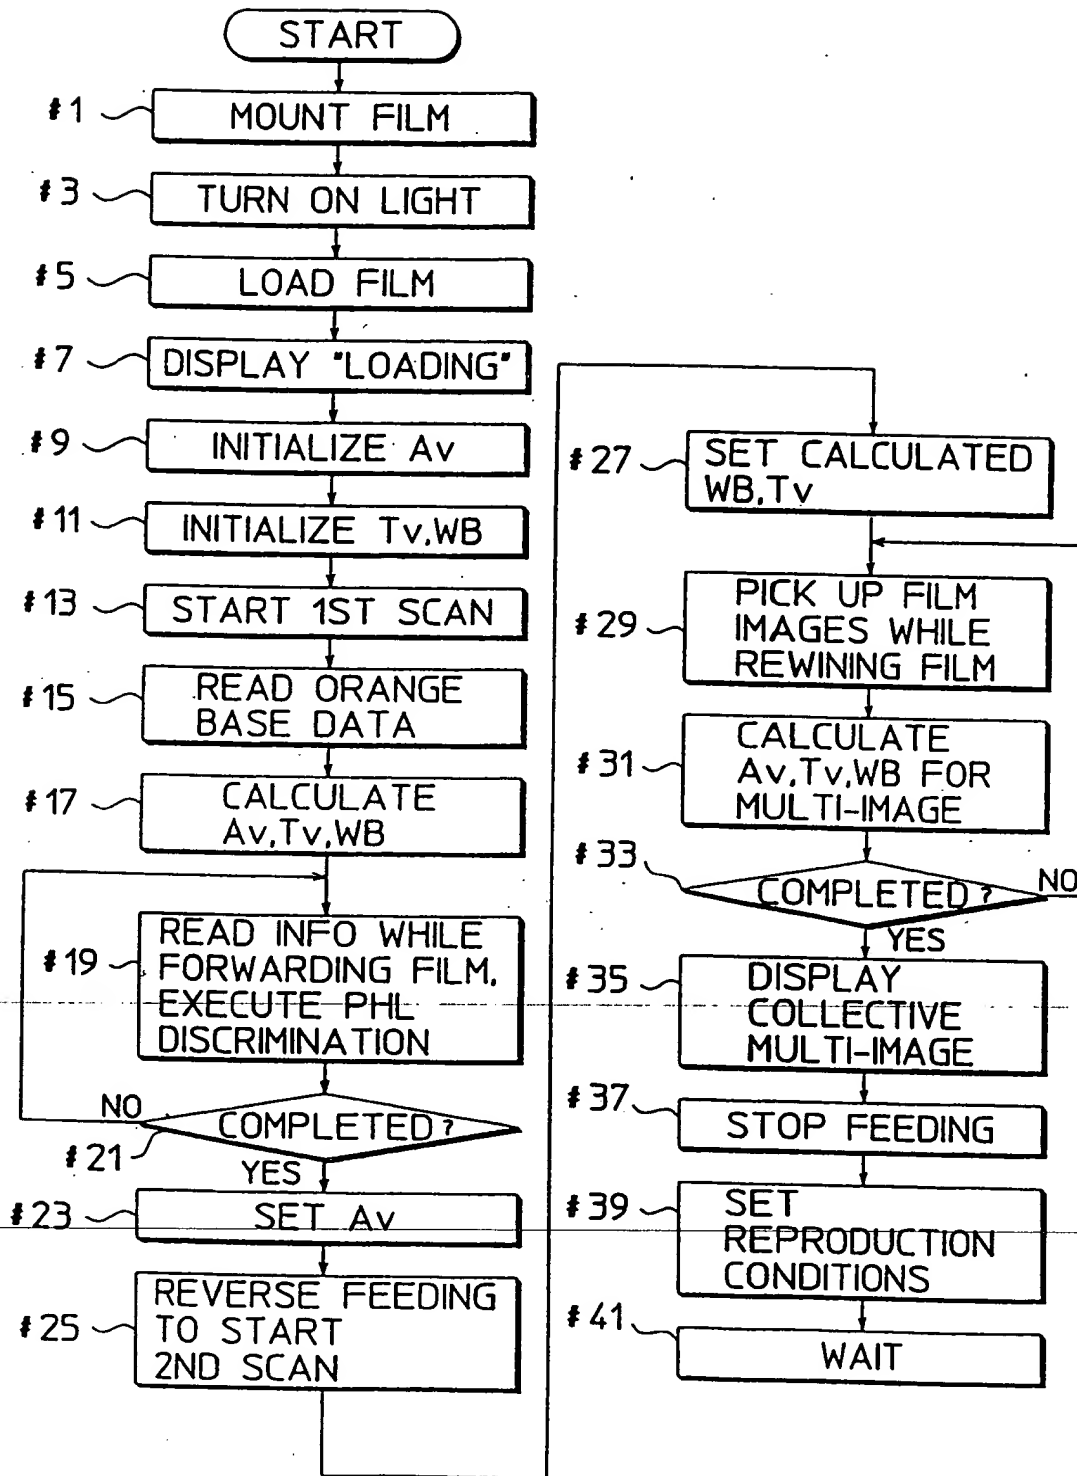 START
#1
MOUNT FILM
#3
TURN ON LIGHT
#5
LOAD FILM
#7
DISPLAY "LOADING"
#9
INITIALIZE Av
#11
INITIALIZE Tv,WB
#13
START 1ST SCAN
#15
READ ORANGE
BASE DATA
#17
CALCULATE
Av,Tv,WB
#19
READ INFO WHILE
FORWARDING FILM,
EXECUTE PHL
DISCRIMINATION
NO
COMPLETED?
#21
YES
#23
SET Av
#25
REVERSE FEEDING
TO START
2ND SCAN
#27
SET CALCULATED
WB,Tv
#29
PICK UP FILM
IMAGES WHILE
REWINING FILM
#31
CALCULATE
Av,Tv,WB FOR
MULTI-IMAGE
#33
COMPLETED?
NO
YES
#35
DISPLAY
COLLECTIVE
MULTI-IMAGE
#37
STOP FEEDING
#39
SET
REPRODUCTION
CONDITIONS
#41
WAIT